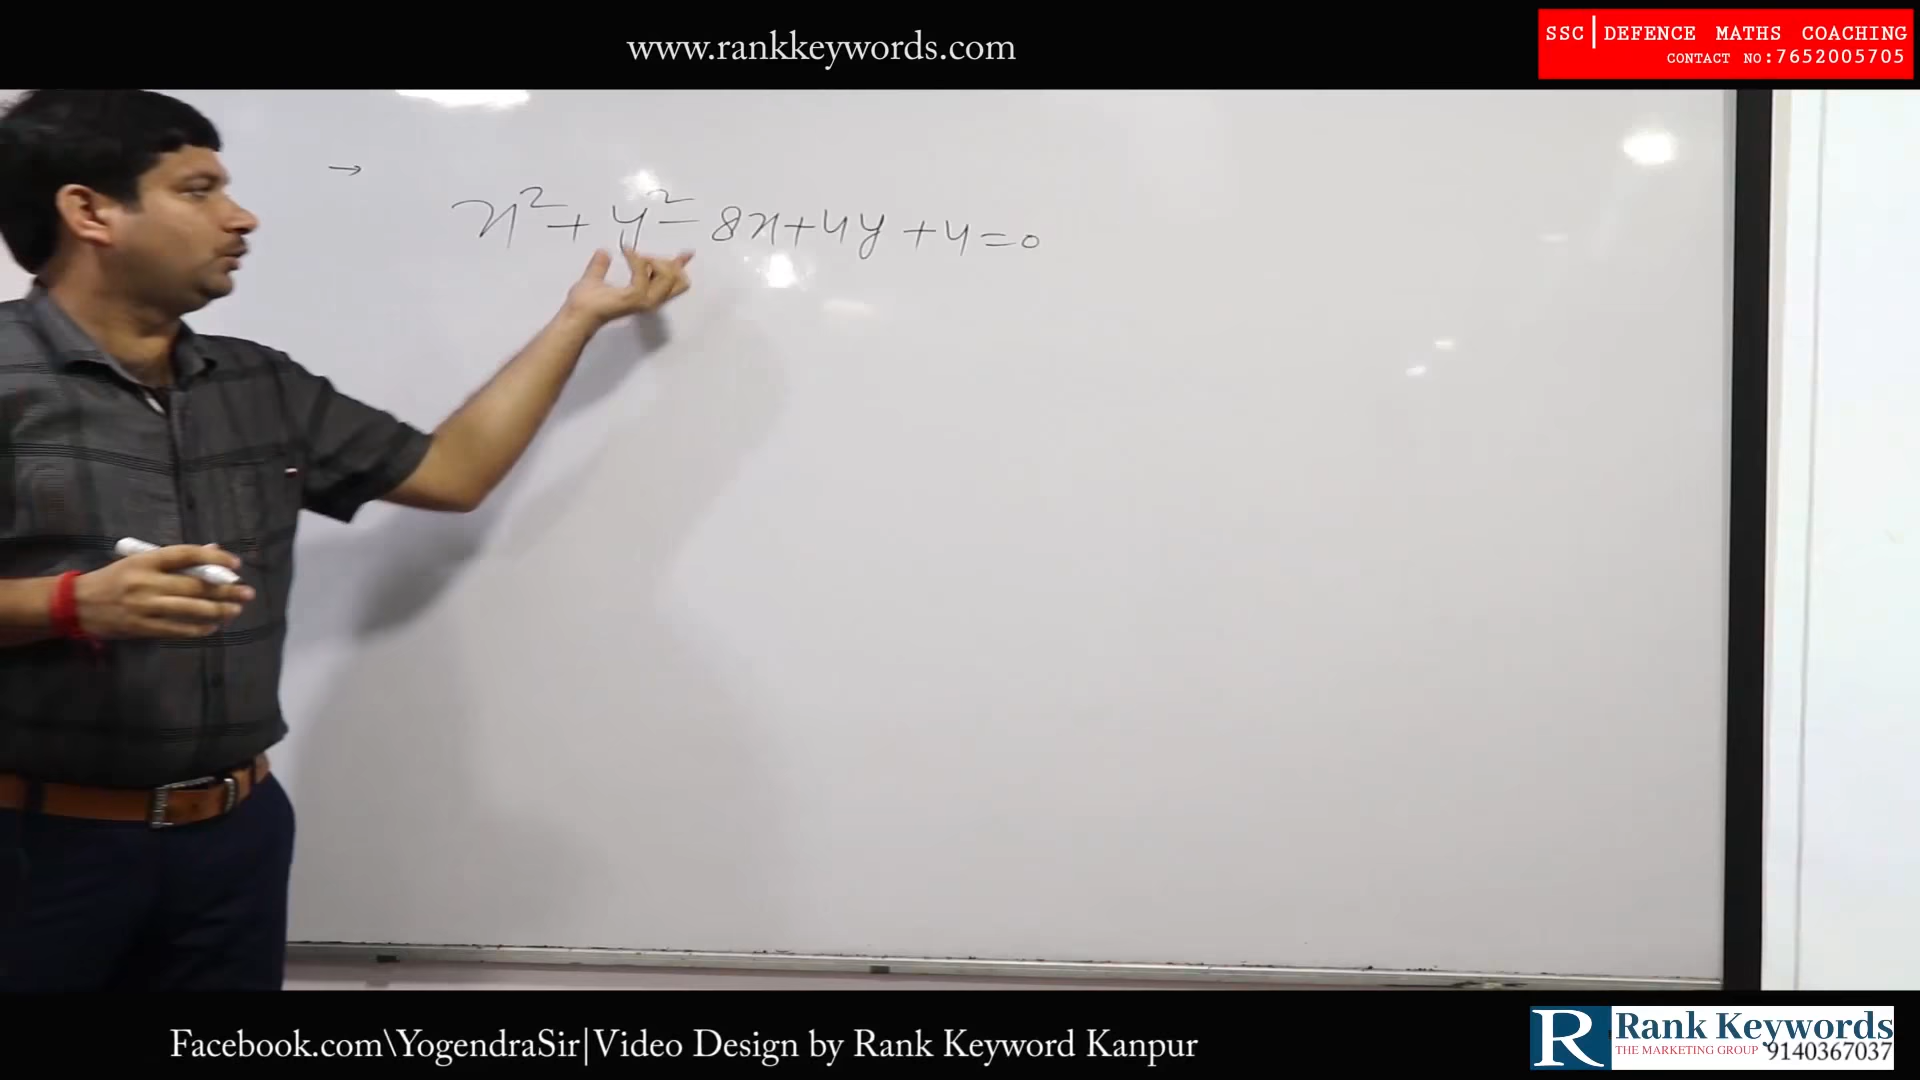 www.rankkeywords.com
SSC|DEFENCE MATHS COACHING
CONTACT NO:7652005705
→
x²+y²-8x+4y+4=0
Facebook.com\YogendraSir|Video Design by Rank Keyword Kanpur
R Rank Keywords
THE MARKETING GROUP 9140367037